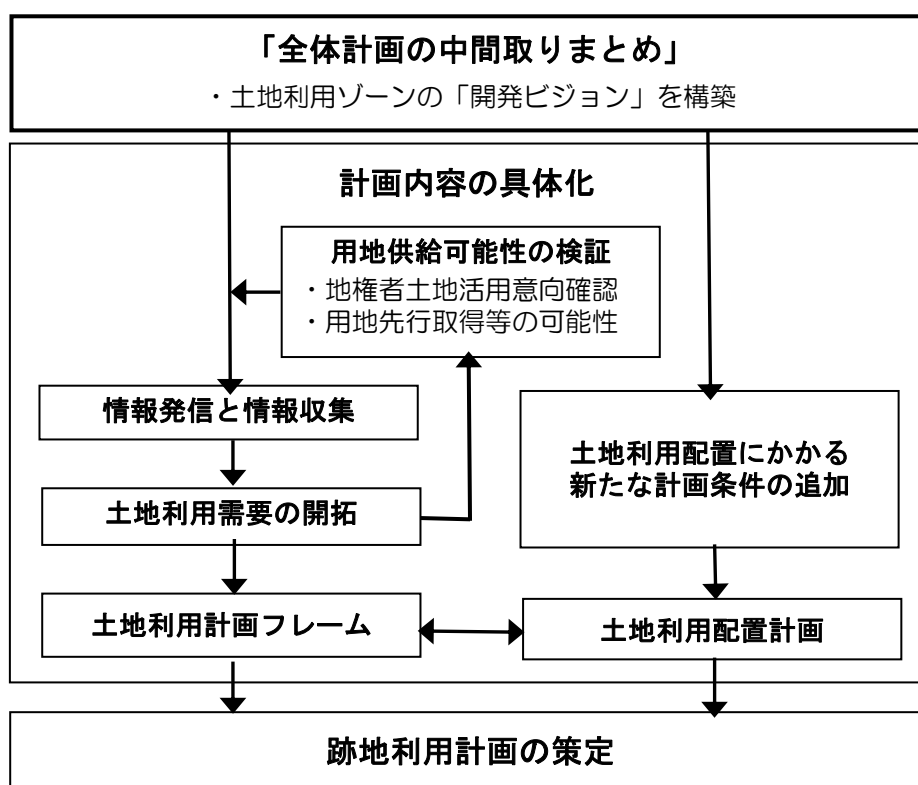 「全体計画の中間取りまとめ」
・土地利用ゾーンの「開発ビジョン」を構築
計画内容の具体化
用地供給可能性の検証
・地権者土地活用意向確認
・用地先行取得等の可能性
情報発信と情報収集
土地利用需要の開拓
土地利用計画フレーム
土地利用配置にかかる
新たな計画条件の追加
土地利用配置計画
跡地利用計画の策定